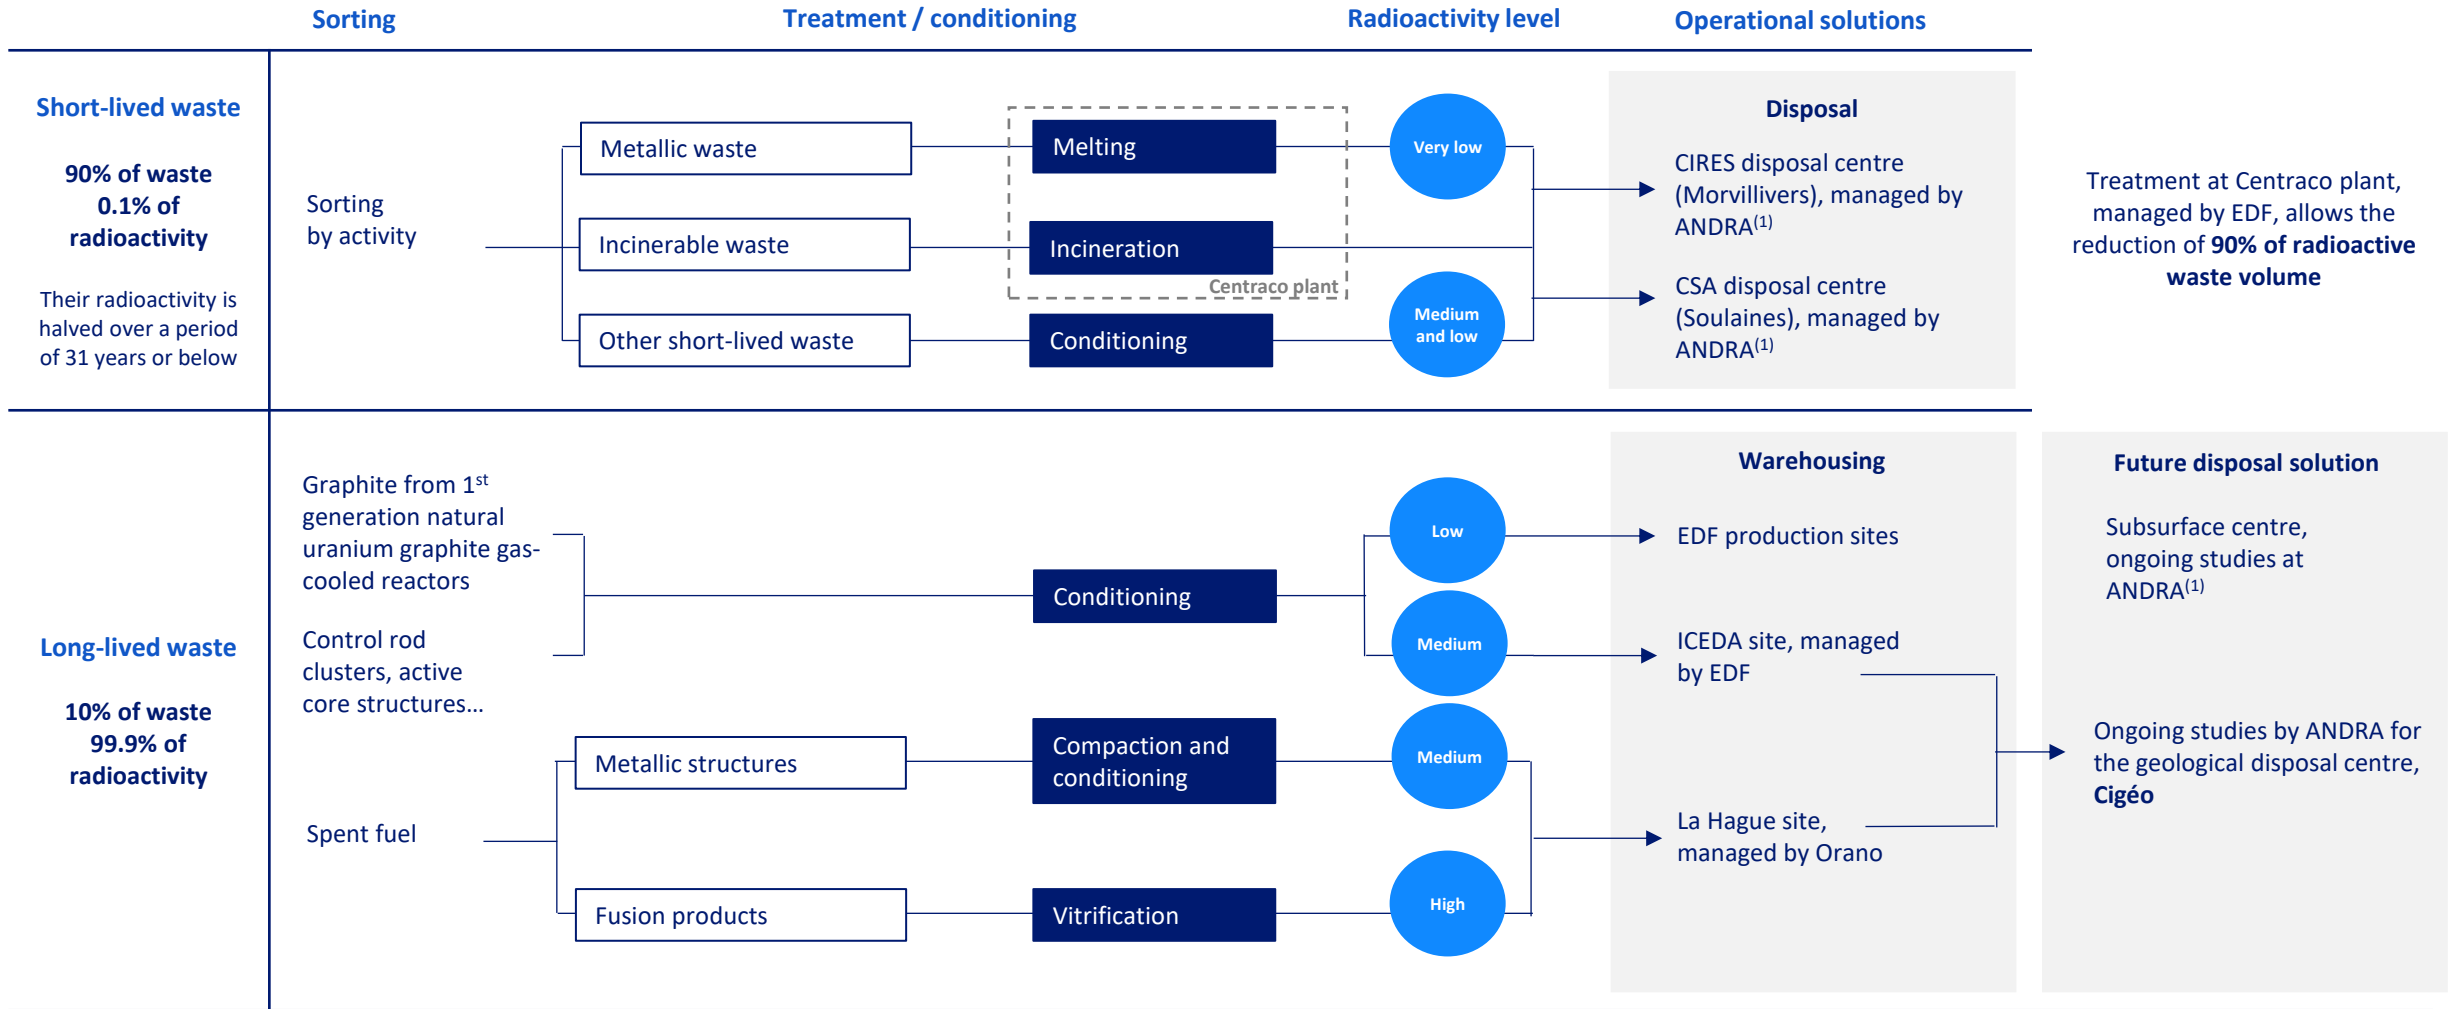 Sorting
Treatment / conditioning
Radioactivity level
Operational solutions
Short-lived waste
90% of waste
0.1% of
radioactivity
Their radioactivity is
halved over a period
of 31 years or below
Sorting
by activity
Metallic waste
Incinerable waste
Other short-lived waste
Melting
Incineration
Centraco plant
Conditioning
Very low
Medium
and low
Disposal
CIRES disposal centre
(Morvilliers), managed by
ANDRA(1)
CSA disposal centre
(Soulaines), managed by
ANDRA(1)
Treatment at Centraco plant,
managed by EDF, allows the
reduction of 90% of radioactive
waste volume
Long-lived waste
10% of waste
99.9% of
radioactivity
Graphite from 1st
generation natural
uranium graphite gas-
cooled reactors
Control rod
clusters, active
core structures…
Spent fuel
Metallic structures
Fusion products
Conditioning
Compaction and
conditioning
Vitrification
Low
Medium
Medium
High
Warehousing
EDF production sites
ICEDA site, managed
by EDF
La Hague site,
managed by Orano
Future disposal solution
Subsurface centre,
ongoing studies at
ANDRA(1)
Ongoing studies by ANDRA for
the geological disposal centre,
Cigéo